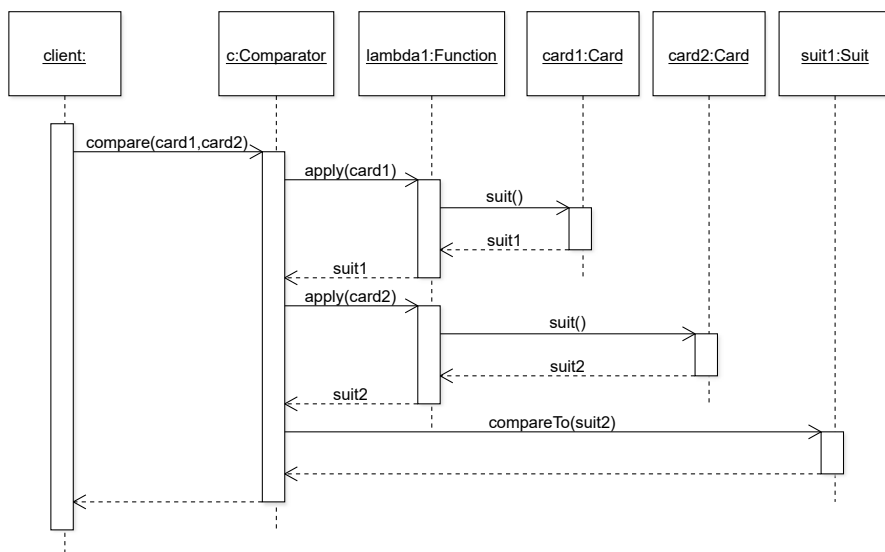 client:
c:Comparator
lambda1:Function
card1:Card
card2:Card
suit1:Suit
compare(card1,card2)
apply(card1)
suit()
suit1
suit1
apply(card2)
suit()
suit2
suit2
compareTo(suit2)